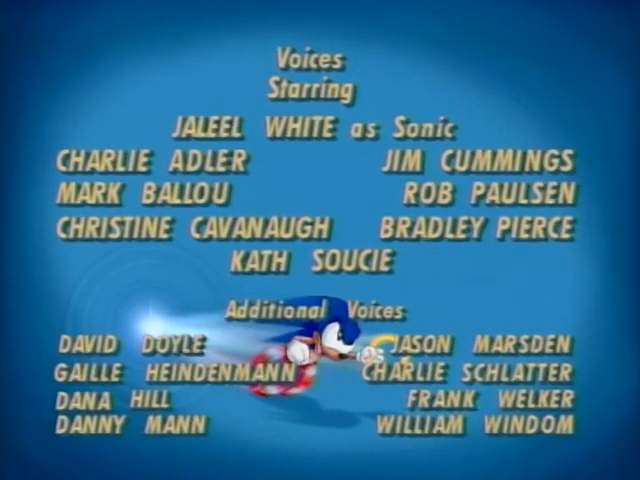 Voices
Starring
JALEEL WHITE as Sonic
CHARLIE ADLER JIM CUMMINGS
MARK BALLOU ROB PAULSEN
CHRISTINE CAVANAUGH BRADLEY PIERCE
KATH SOUCIE
Additional Voices
DAVID DOYLE JASON MARSDEN
GAILLE HEINDENMANN CHARLIE SCHLATTER
DANA HILL FRANK WELKER
DANNY MANN WILLIAM WINDOM